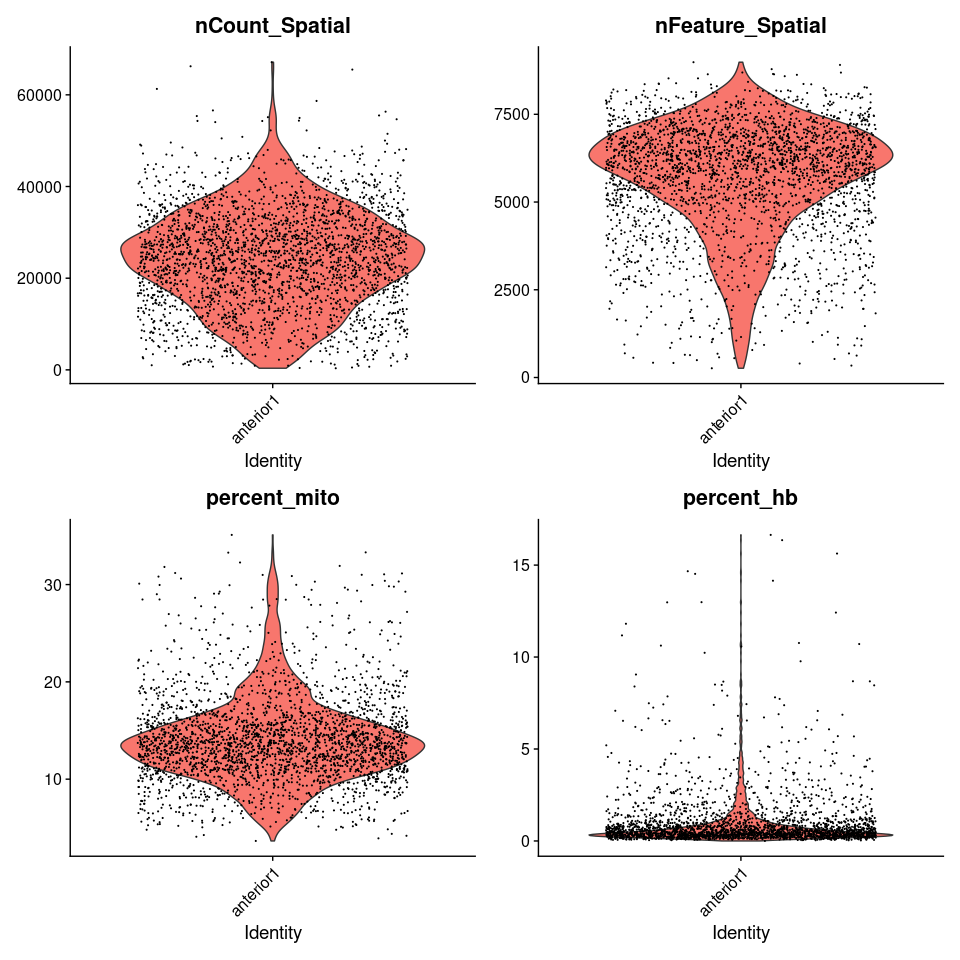 nCount_Spatial
60000
40000
20000
0
anterior1
Identity
nFeature_Spatial
7500
5000
2500
0
anterior1
Identity
percent_mito
30
20
10
anterior1
Identity
percent_hb
15
10
5
0
anterior1
Identity